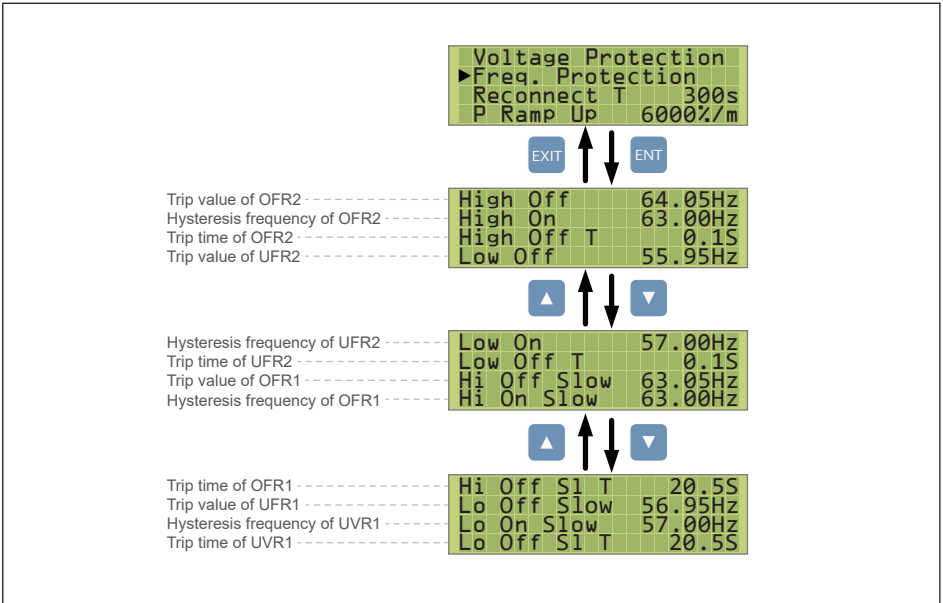 Voltage Protection
▶Freq. Protection
Reconnect T 300s
P Ramp Up 6000%/m
EXIT ENT
Trip value of OFR2 High Off 64.05Hz
Hysteresis frequency of OFR2 High On 63.00Hz
Trip time of OFR2 High Off T 0.1S
Trip value of UFR2 Low Off 55.95Hz
▲ ▼
Hysteresis frequency of UFR2 Low On 57.00Hz
Trip time of UFR2 Low Off T 0.1S
Trip value of OFR1 Hi Off Slow 63.05Hz
Hysteresis frequency of OFR1 Hi On Slow 63.00Hz
▲ ▼
Trip time of OFR1 Hi Off Sl T 20.5S
Trip value of UFR1 Lo Off Slow 56.95Hz
Hysteresis frequency of UVR1 Lo On Slow 57.00Hz
Trip time of UVR1 Lo Off Sl T 20.5S